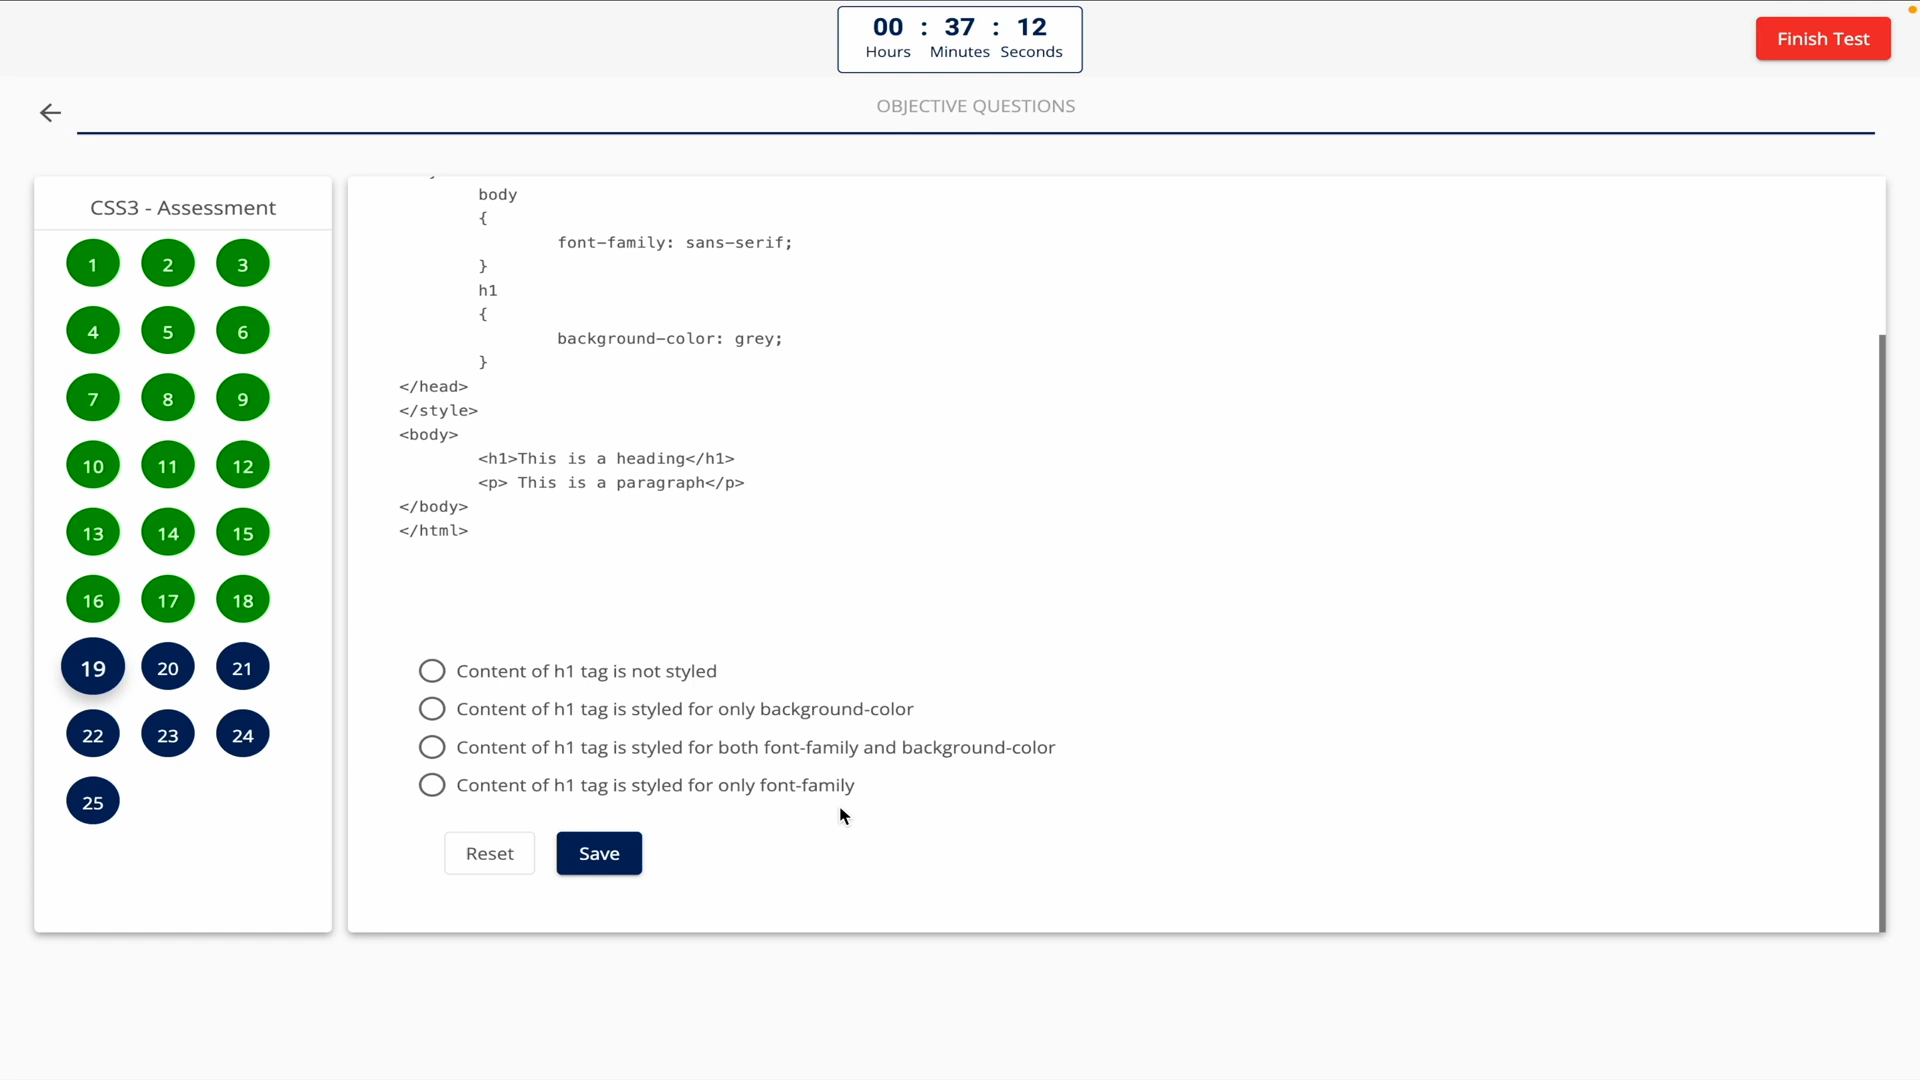 00 : 37 : 12
Hours Minutes Seconds
Finish Test
OBJECTIVE QUESTIONS
CSS3 - Assessment
1 2 3
4 5 6
7 8 9
10 11 12
13 14 15
16 17 18
19 20 21
22 23 24
25
body
{
font-family: sans-serif;
}
h1
{
background-color: grey;
}
</head>
</style>
<body>
<h1>This is a heading</h1>
<p> This is a paragraph</p>
</body>
</html>
Content of h1 tag is not styled
Content of h1 tag is styled for only background-color
Content of h1 tag is styled for both font-family and background-color
Content of h1 tag is styled for only font-family
Reset Save